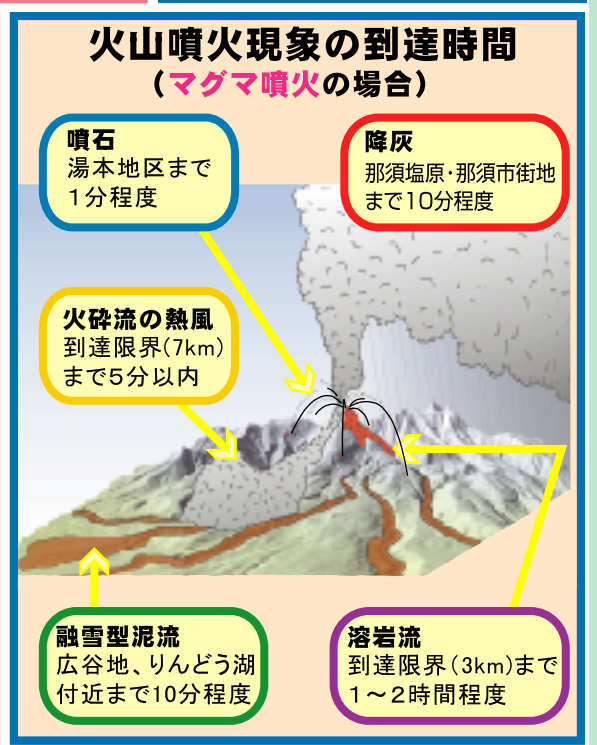 火山噴火現象の到達時間
(マグマ噴火の場合)
噴石
湯本地区まで
1分程度
降灰
那須塩原・那須市街地
まで10分程度
火砕流の熱風
到達限界(7km)
まで5分以内
融雪型泥流
広谷地、りんどう湖
付近まで10分程度
溶岩流
到達限界(3km)まで
1～2時間程度